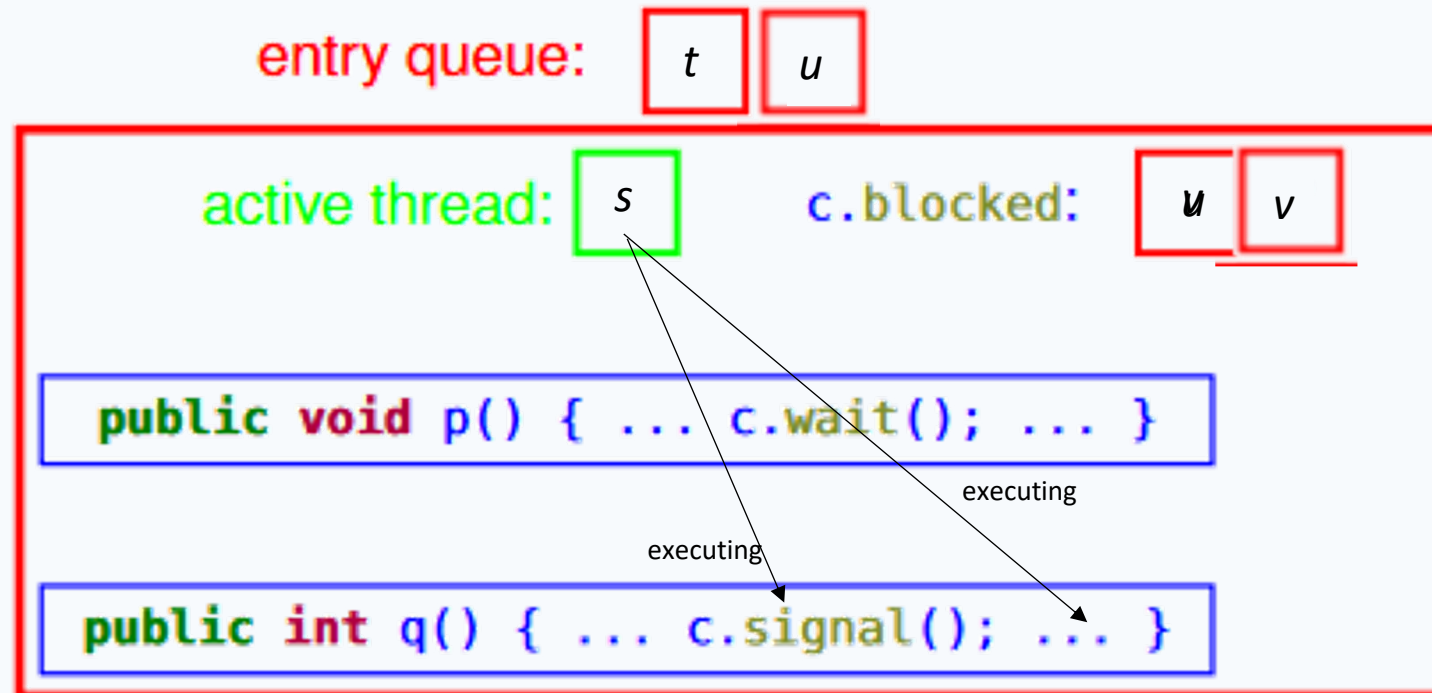 entry queue: t u
active thread: s c.blocked: v
public void p() { ... c.wait(); ... }
executing
executing
public int q() { ... c.signal(); ... }